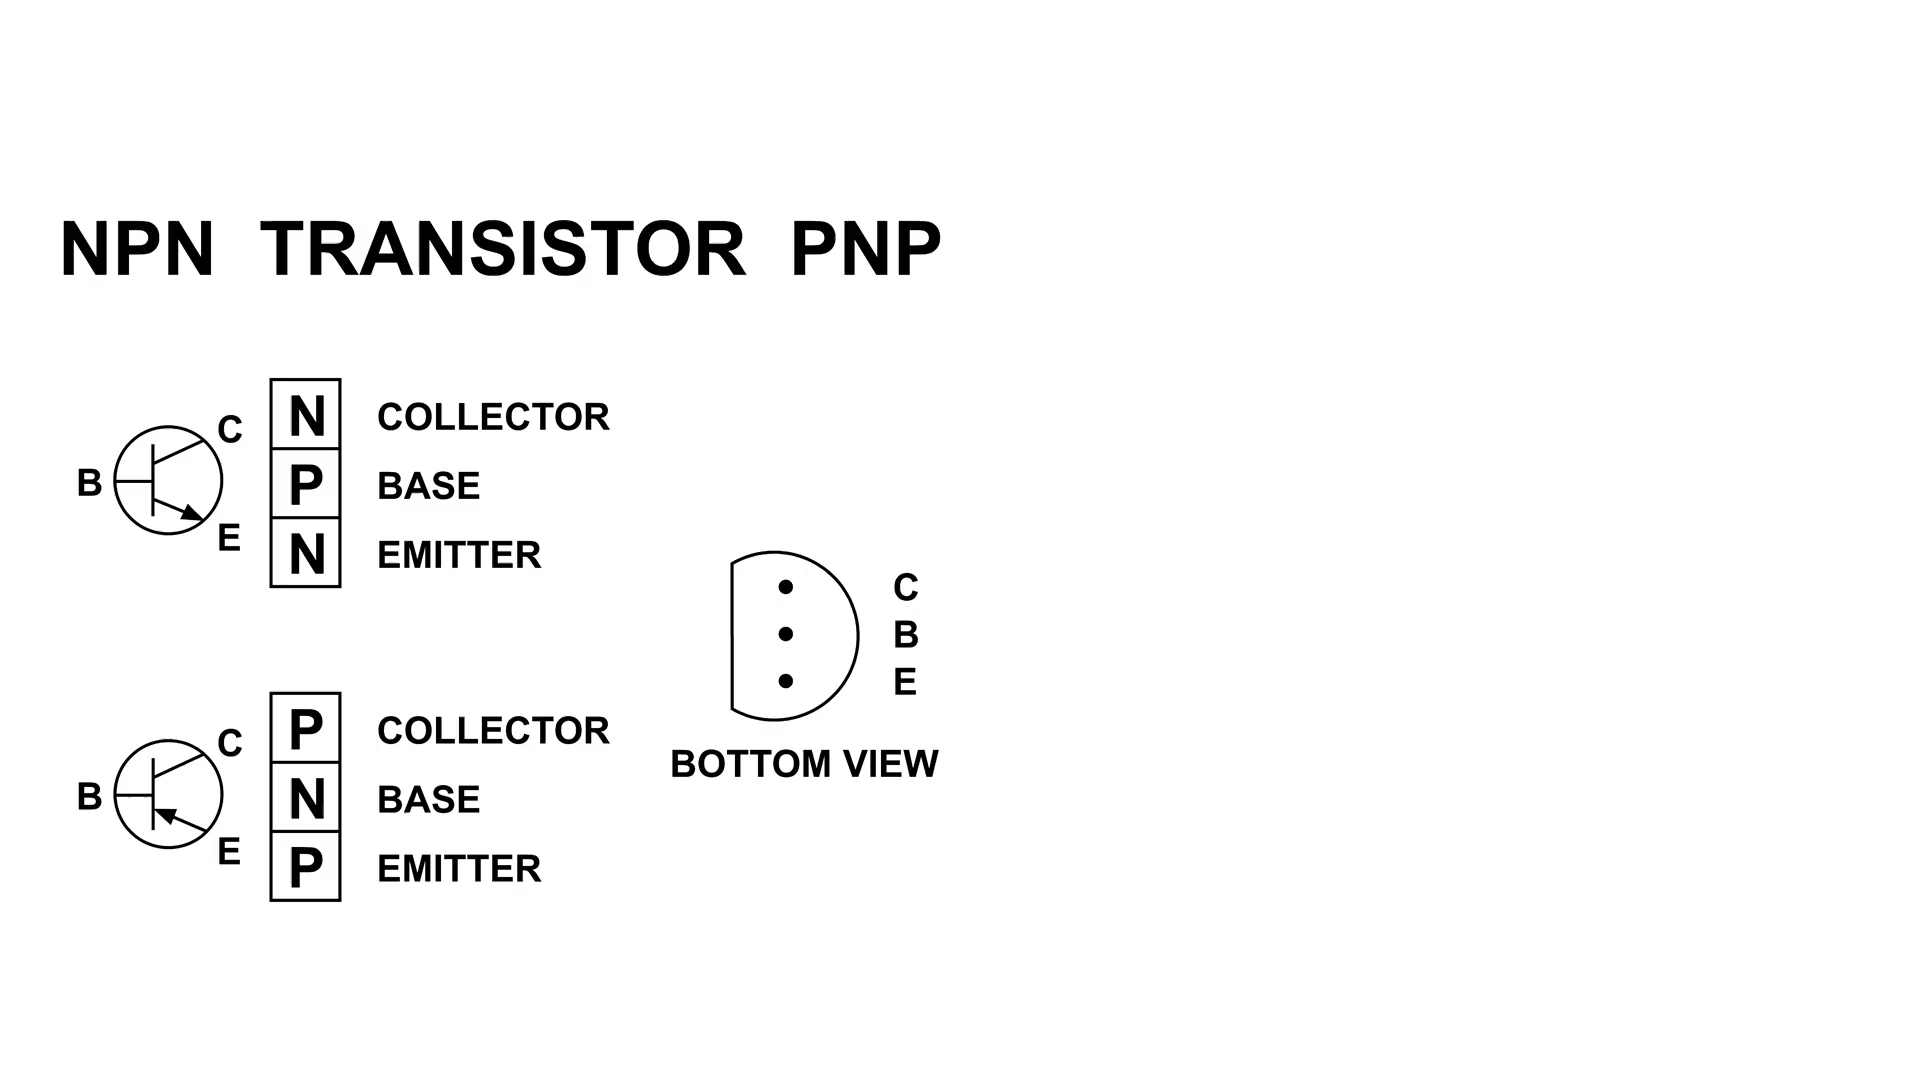 NPN TRANSISTOR PNP
C
B
E
N COLLECTOR
P BASE
N EMITTER
C
B
E
P COLLECTOR
N BASE
P EMITTER
C
B
E
BOTTOM VIEW